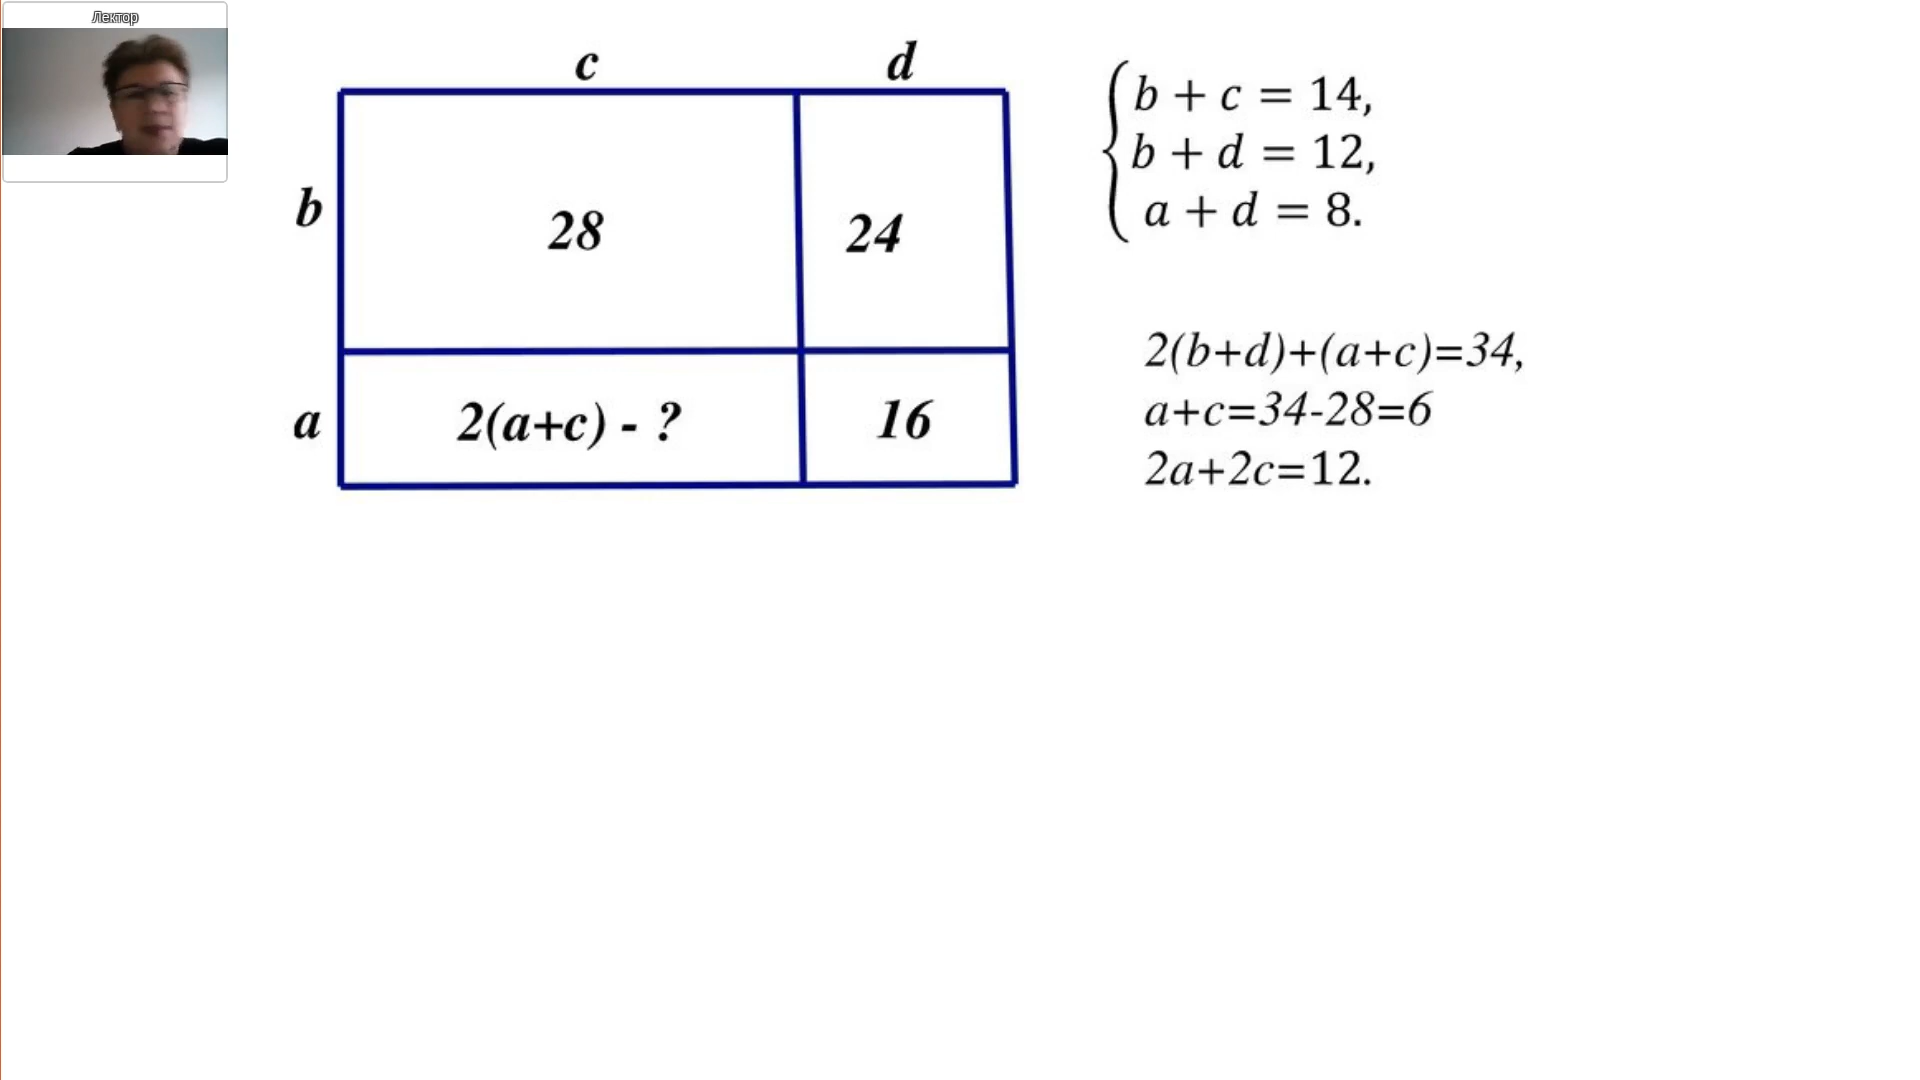 Лектор
c d
b 28 24
a 2(a+c) - ? 16
b + c = 14,
b + d = 12,
a + d = 8.
2(b+d)+(a+c)=34,
a+c=34-28=6
2a+2c=12.